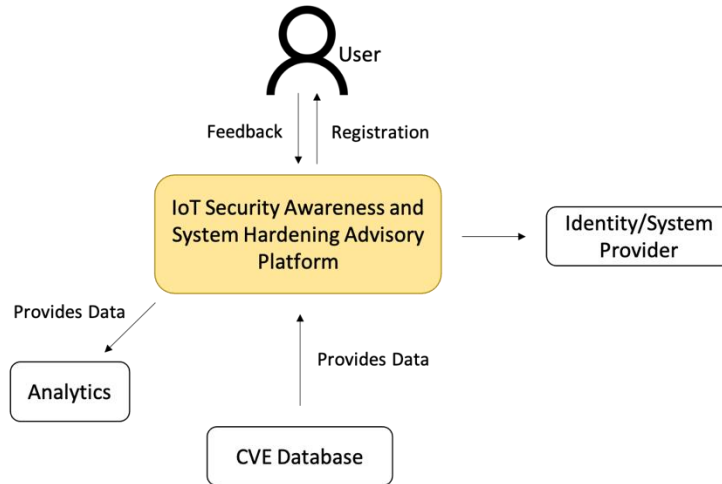 User
Feedback
Registration
IoT Security Awareness and
System Hardening Advisory
Platform
Identity/System
Provider
Provides Data
Provides Data
Analytics
CVE Database